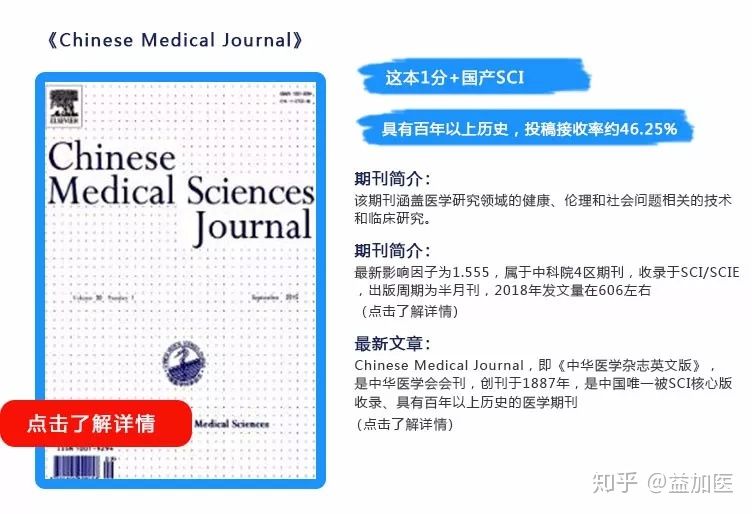 《Chinese Medical Journal》
这本1分+国产SCI
具有百年以上历史，投稿接收率约46.25%
ELSEVIER
Chinese
Medical Sciences
Journal
Volume 30 Number 1
September 2015
点击了解详情
Medical Sciences
期刊简介：
该期刊涵盖医学研究领域的健康、伦理和社会问题相关的技术
和临床研究。
期刊简介：
最新影响因子为1.555，属于中科院4区期刊，收录于SCI/SCIE
，出版周期为半月刊，2018年发文量在606左右
（点击了解详情）
最新文章：
Chinese Medical Journal，即《中华医学杂志英文版》，
是中华医学会会刊，创刊于1887年，是中国唯一被SCI核心版
收录、具有百年以上历史的医学期刊
（点击了解详情）
知乎 @益加医